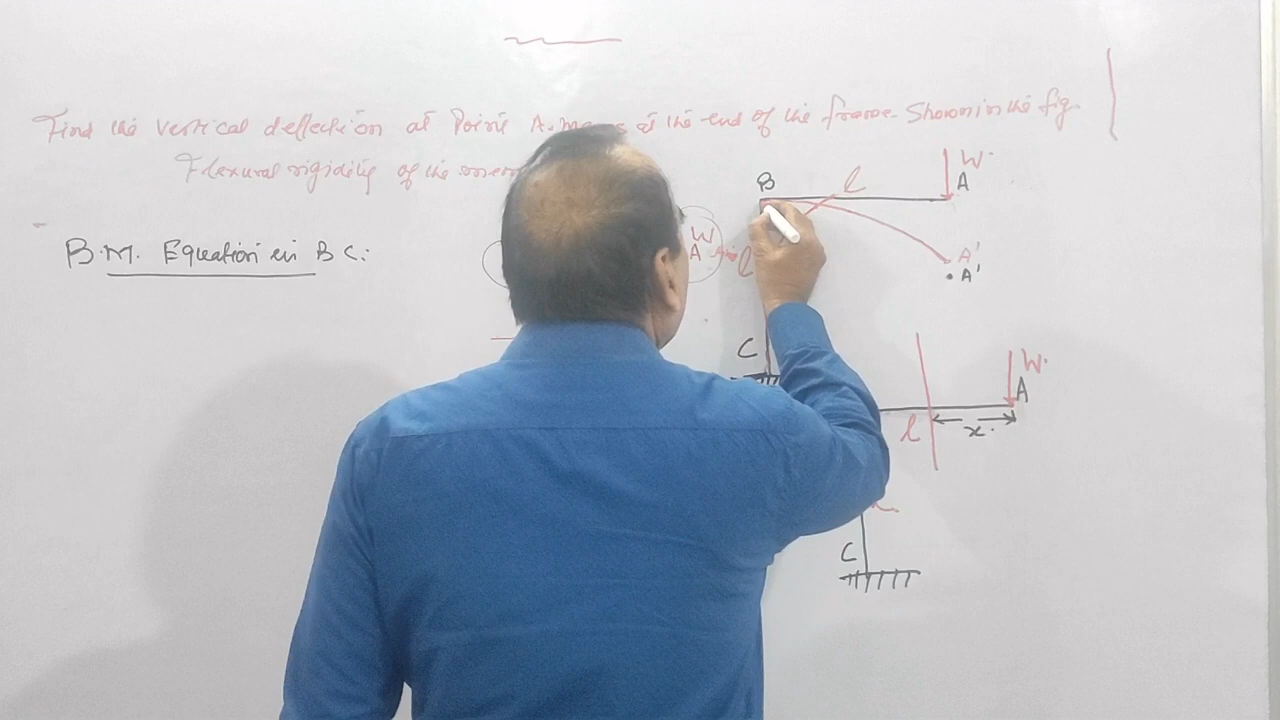 Find the vertical deflection at Point A. at the end of the frame. Shown in the fig.
Flexural rigidity of the
B.M. Equation in BC:
B
l
W.
A
W
A
l
A'
A'
C
W.
A
l
x.
C